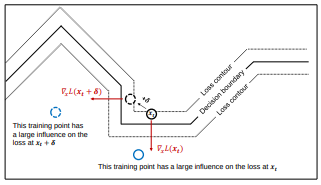 Loss contour
Decision boundary
Loss contour
+δ
∇ₓL(xₜ + δ)
xₜ
This training point has
a large influence on the
loss at xₜ + δ
∇ₓL(xₜ)
This training point has a large influence on the loss at xₜ